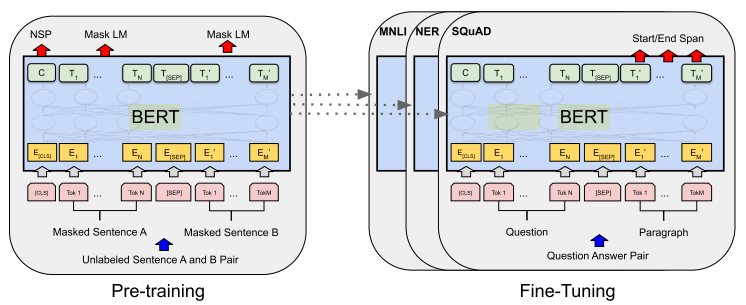 NSP Mask LM Mask LM
C T1 ... TN T[SEP] T1' ... TM'
BERT
E[CLS] E1 ... EN E[SEP] E1' ... EM'
[CLS] Tok 1 ... Tok N [SEP] Tok 1 ... TokM
Masked Sentence A Masked Sentence B
Unlabeled Sentence A and B Pair
Pre-training
MNLI NER SQuAD
Start/End Span
C T1 ... TN T[SEP] T1' ... TM'
BERT
E[CLS] E1 ... EN E[SEP] E1' ... EM'
[CLS] Tok 1 ... Tok N [SEP] Tok 1 ... TokM
Question Paragraph
Question Answer Pair
Fine-Tuning